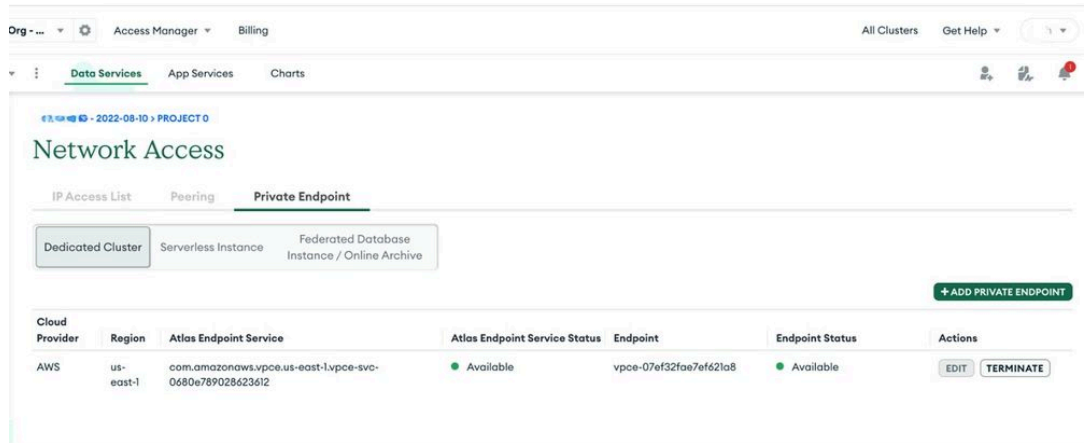 Org - ... Access Manager Billing All Clusters Get Help
Data Services App Services Charts
- 2022-08-10 > PROJECT 0
Network Access
IP Access List Peering Private Endpoint
Dedicated Cluster Serverless Instance Federated Database
Instance / Online Archive
+ ADD PRIVATE ENDPOINT
Cloud
Provider Region Atlas Endpoint Service Atlas Endpoint Service Status Endpoint Endpoint Status Actions
AWS us- com.amazonaws.vpce.us-east-1.vpce-svc- Available vpce-07ef32fae7ef621a8 Available EDIT TERMINATE
east-1 0680e789028623612